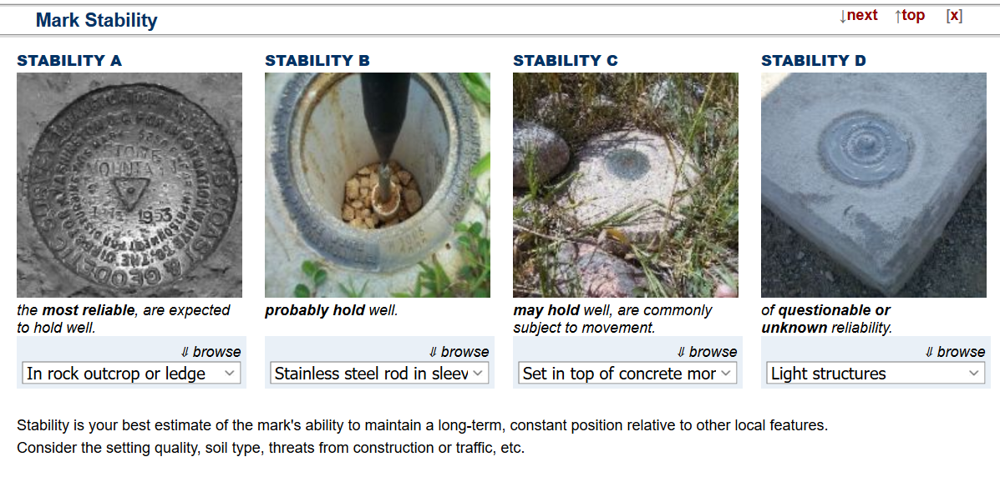 Mark Stability
↓next ↑top [x]
STABILITY A
the most reliable, are expected
to hold well.
⇓ browse
In rock outcrop or ledge
STABILITY B
probably hold well.
⇓ browse
Stainless steel rod in sleev
STABILITY C
may hold well, are commonly
subject to movement.
⇓ browse
Set in top of concrete mor
STABILITY D
of questionable or
unknown reliability.
⇓ browse
Light structures
1953
Stability is your best estimate of the mark's ability to maintain a long-term, constant position relative to other local features.
Consider the setting quality, soil type, threats from construction or traffic, etc.